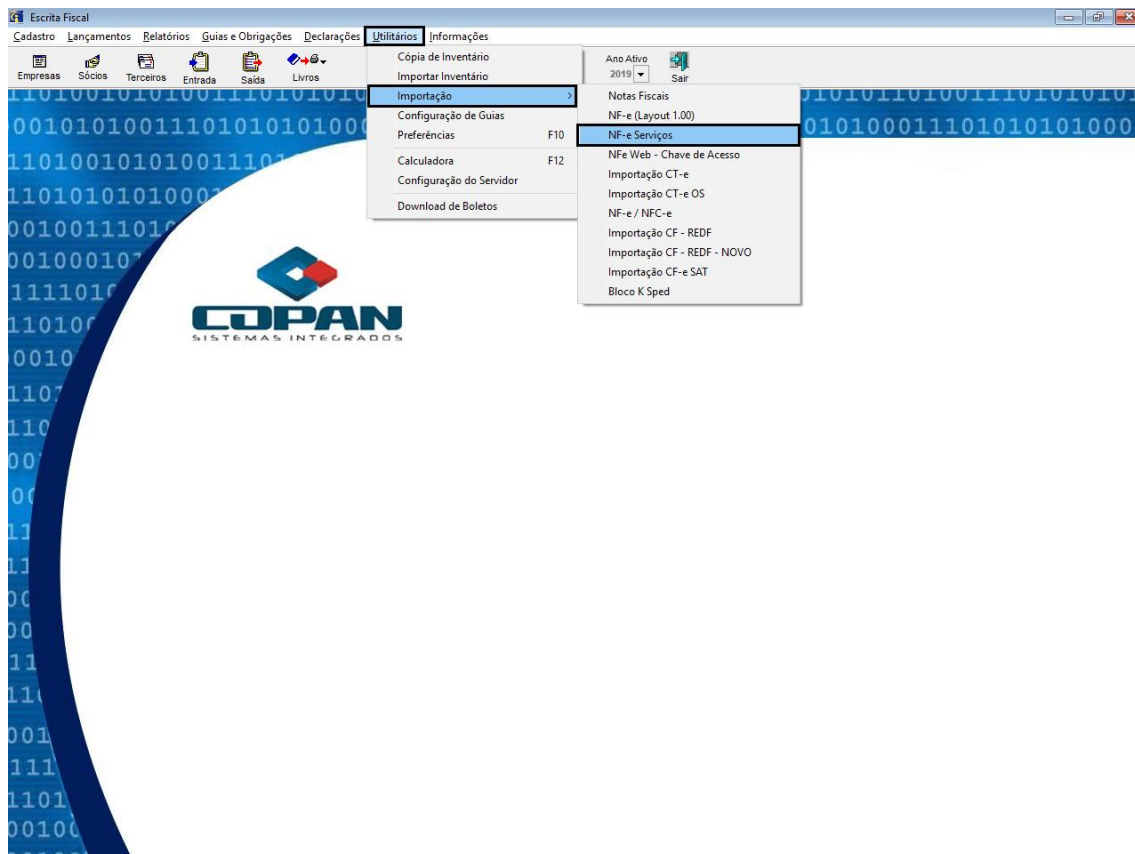 Escrita Fiscal
Cadastro Lançamentos Relatórios Guias e Obrigações Declarações Utilitários Informações
Empresas Sócios Terceiros Entrada Saída Livros
Ano Ativo
2019
Sair
Cópia de Inventário
Importar Inventário
Importação
Configuração de Guias
Preferências F10
Calculadora F12
Configuração do Servidor
Download de Boletos
Notas Fiscais
NF-e (Layout 1.00)
NF-e Serviços
NFe Web - Chave de Acesso
Importação CT-e
Importação CT-e OS
NF-e / NFC-e
Importação CF - REDF
Importação CF - REDF - NOVO
Importação CF-e SAT
Bloco K Sped
COPAN
SISTEMAS INTEGRADOS